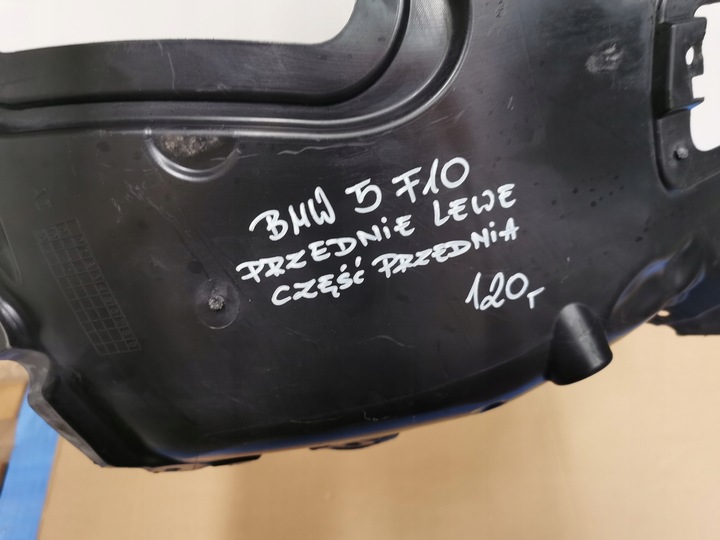 BMW 5 F10
PRZEDNIE LEWE
CZĘŚĆ PRZEDNIA
120,-